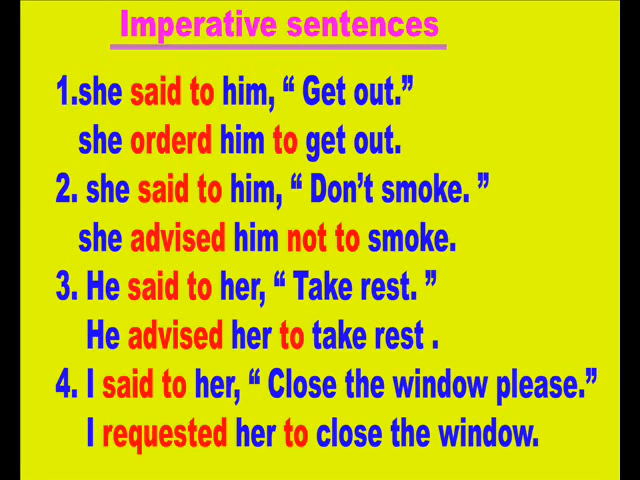 Imperative sentences
1.she said to him, “ Get out.”
she orderd him to get out.
2. she said to him, “ Don’t smoke. ”
she advised him not to smoke.
3. He said to her, “ Take rest. ”
He advised her to take rest .
4. I said to her, “ Close the window please.”
I requested her to close the window.